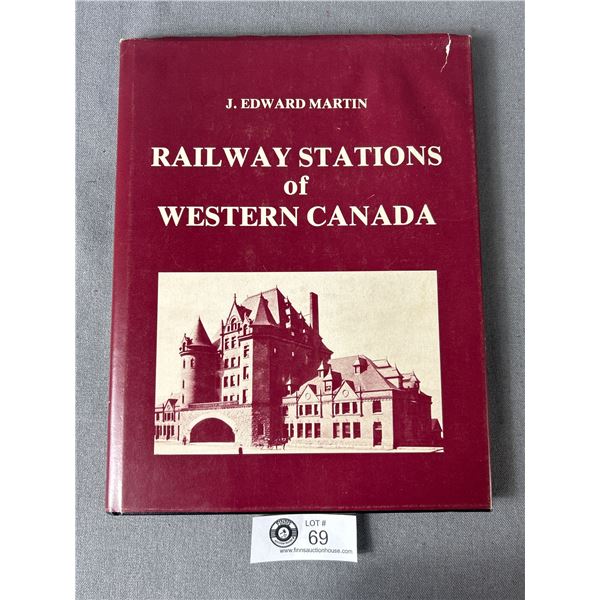 J. EDWARD MARTIN
RAILWAY STATIONS
of
WESTERN CANADA
LOT #
69
www.finnsauctionhouse.com